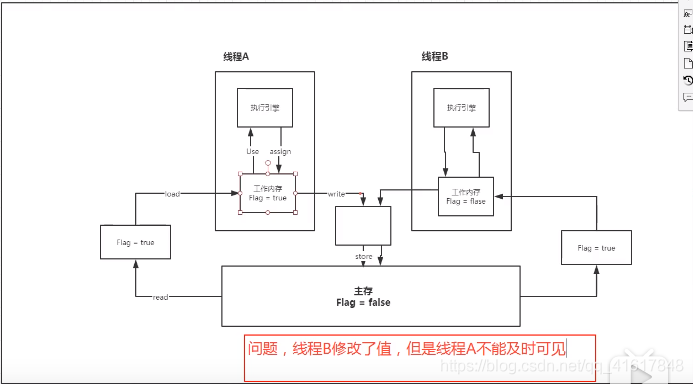 线程A
线程B
执行引擎
执行引擎
Use
assign
工作内存
Flag = true
工作内存
Flag = flase
load
write
Flag = true
Flag = true
store
read
主存
Flag = false
问题，线程B修改了值，但是线程A不能及时可见
https://blog.csdn.net/qq_41617848